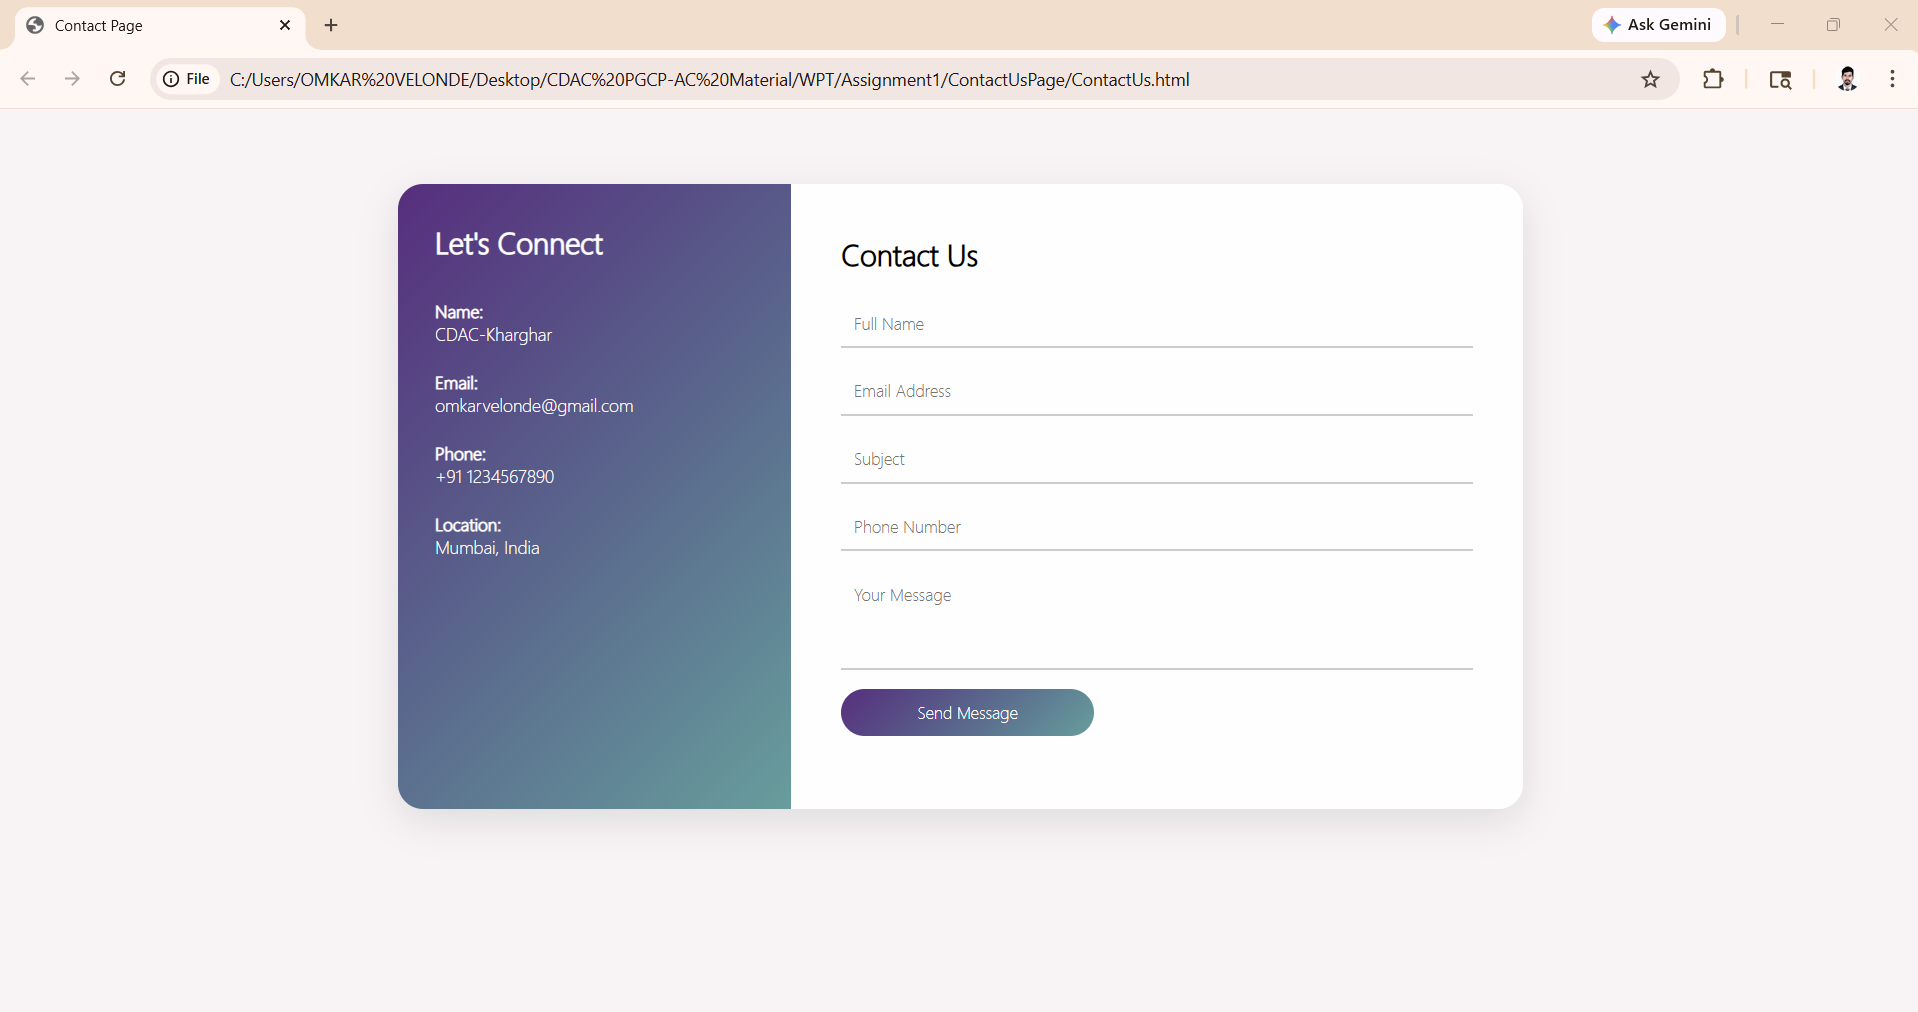 Contact Page
Ask Gemini
File
C:/Users/OMKAR%20VELONDE/Desktop/CDAC%20PGCP-AC%20Material/WPT/Assignment1/ContactUsPage/ContactUs.html
Let's Connect
Name:
CDAC-Kharghar
Email:
omkarvelonde@gmail.com
Phone:
+91 1234567890
Location:
Mumbai, India
Contact Us
Full Name
Email Address
Subject
Phone Number
Your Message
Send Message